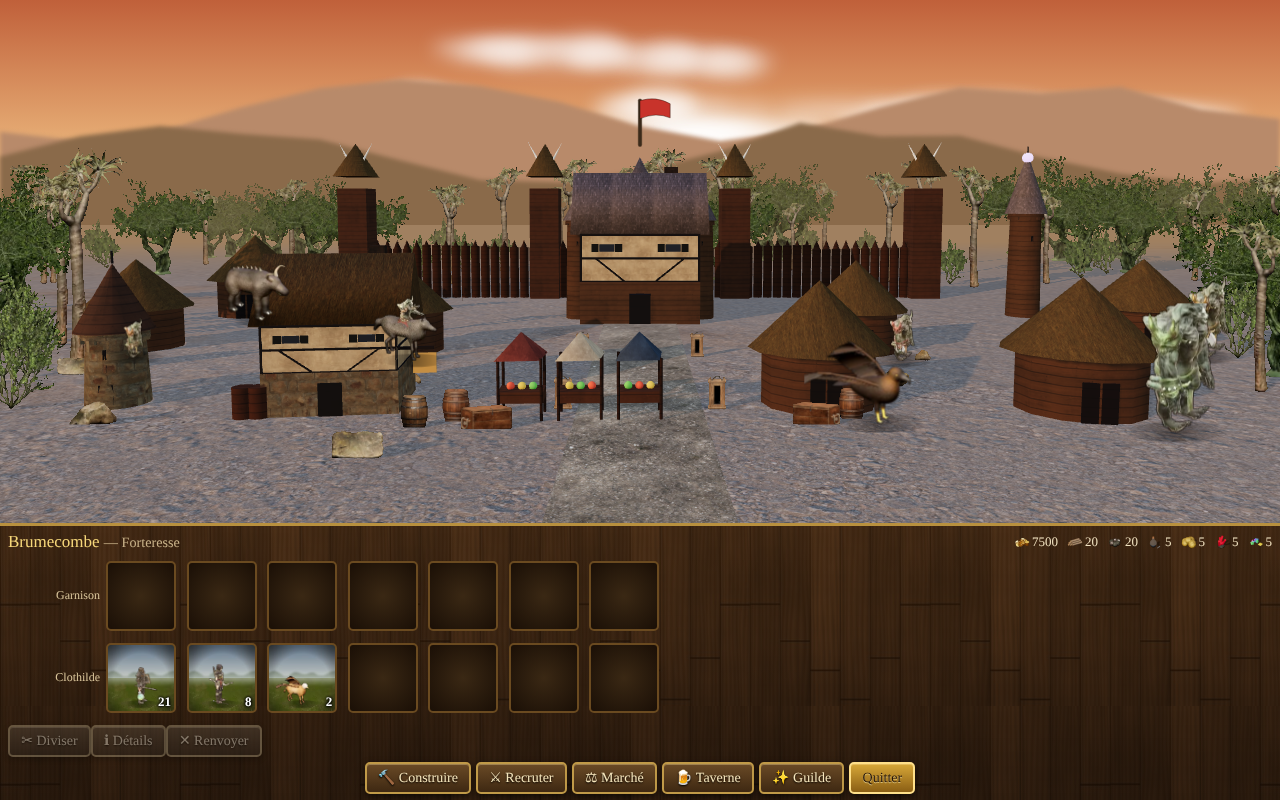 Brumecombe — Forteresse
7500 20 20 5 5 5 5
Garnison
Clothilde
21 8 2
✂ Diviser ℹ Détails ✕ Renvoyer
🔨 Construire ⚔ Recruter ⚖ Marché 🍺 Taverne ✨ Guilde Quitter